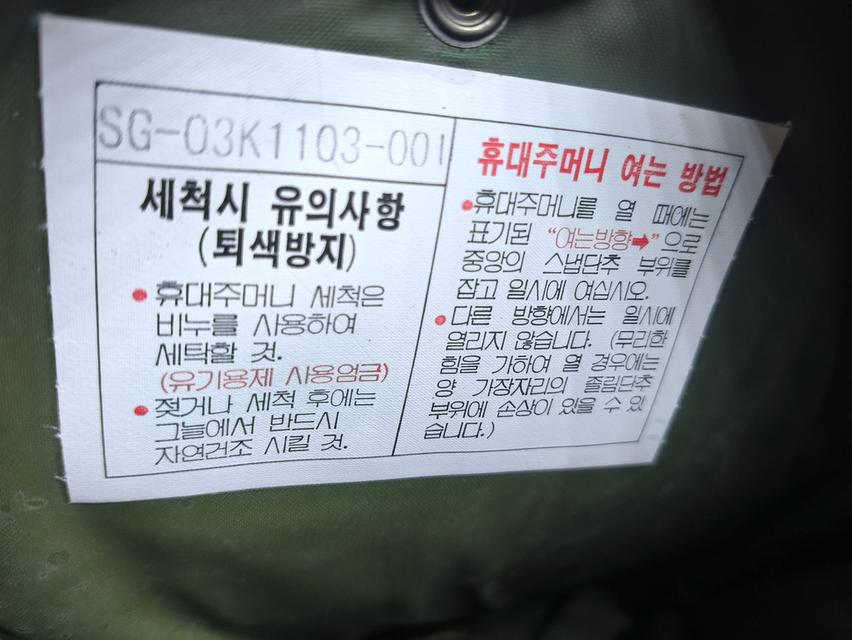 SG-03K1103-001
세척시 유의사항
(퇴색방지)
● 휴대주머니 세척은
비누를 사용하여
세탁할 것.
(유기용제 사용엄금)
● 젖거나 세척 후에는
그늘에서 반드시
자연건조 시킬 것.
휴대주머니 여는 방법
●휴대주머니를 열 때에는
표기된 “여는방향➡”으로
중앙의 스냅단추 부위를
잡고 일시에 여십시오.
●다른 방향에서는 일시에
열리지 않습니다. (무리한
힘을 가하여 열 경우에는
양 가장자리의 졸림단추
부위에 손상이 있을 수 있
습니다.)